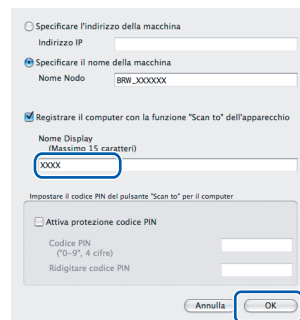 Specificare l'indirizzo della macchina
Indirizzo IP
Specificare il nome della macchina
Nome Nodo BRW_XXXXXX
Registrare il computer con la funzione "Scan to" dell'apparecchio
Nome Display
(Massimo 15 caratteri)
XXXX
Impostare il codice PIN del pulsante "Scan to" per il computer
Attiva protezione codice PIN
Codice PIN
("0~9", 4 cifre)
Ridigitare codice PIN
Annulla OK